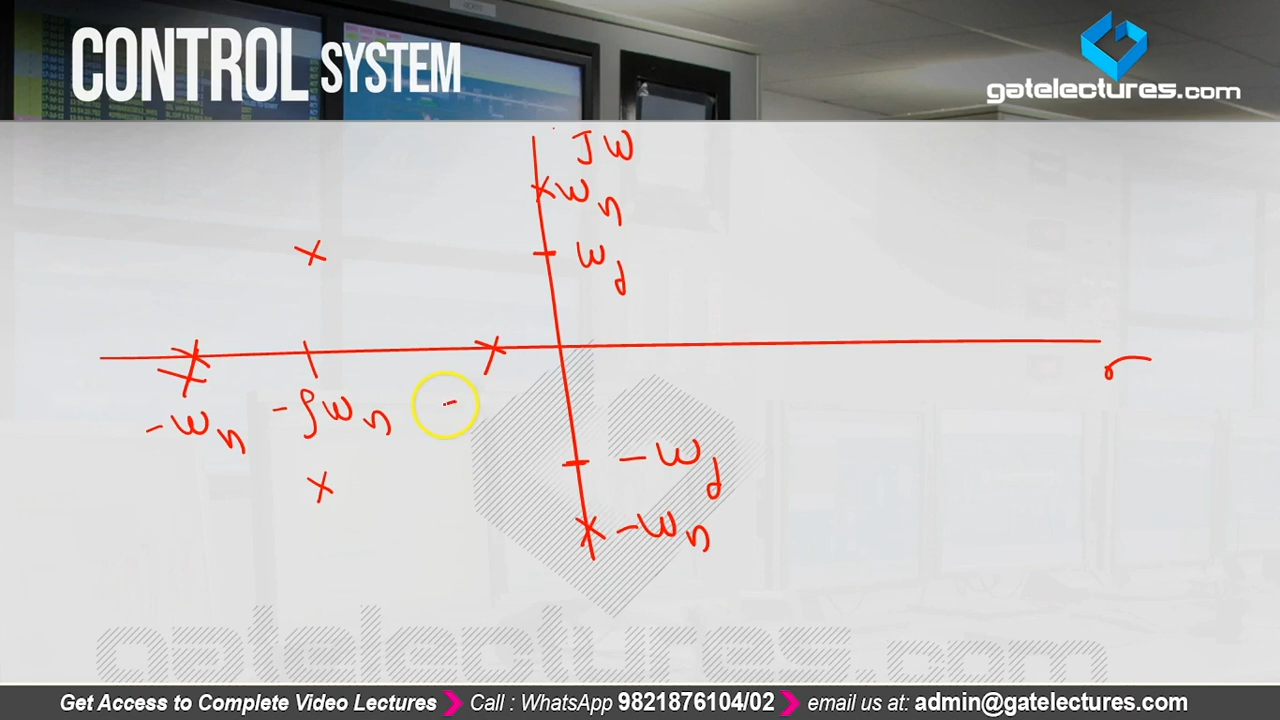 CONTROL SYSTEM
gatelectures.com
Jω
ωn
ωd
σ
-ωn
-ζωn
-
-ωd
-ωn
gatelectures.com
Get Access to Complete Video Lectures Call : WhatsApp 9821876104/02 email us at: admin@gatelectures.com